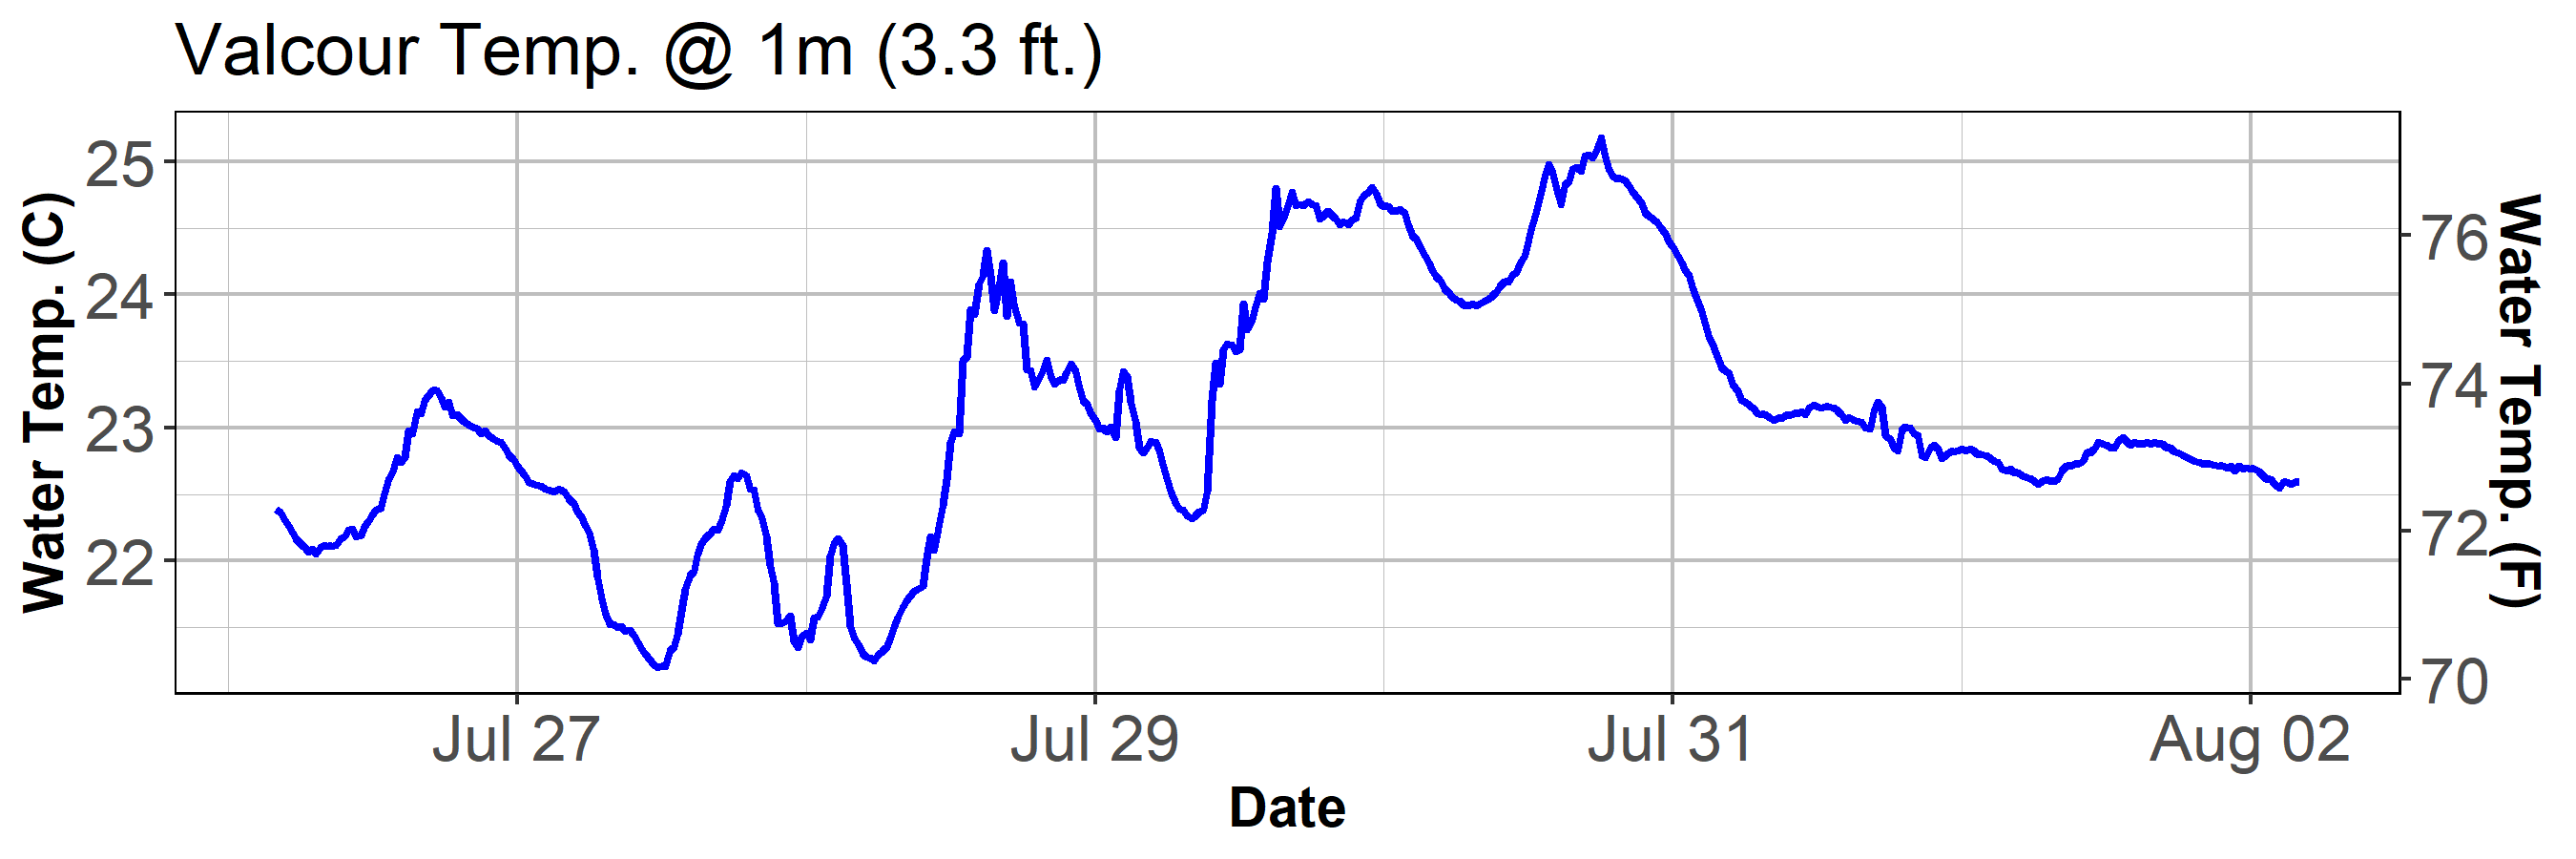 Valcour Temp. @ 1m (3.3 ft.)
Water Temp. (C)
25
24
23
22
Water Temp. (F)
76
74
72
70
Jul 27
Jul 29
Jul 31
Aug 02
Date